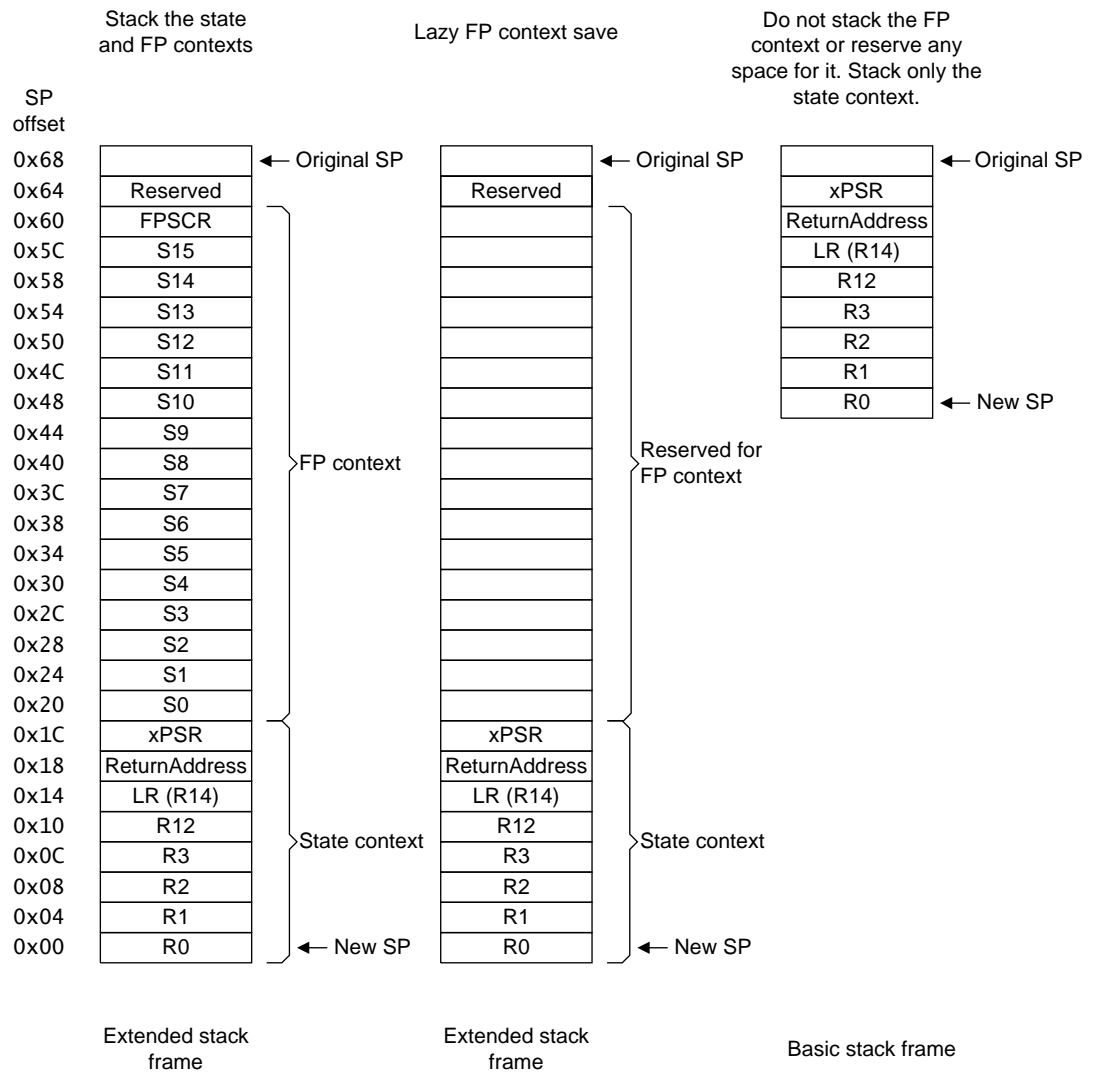 Stack the state
and FP contexts
Lazy FP context save
Do not stack the FP
context or reserve any
space for it. Stack only the
state context.
SP
offset
0x68 Original SP Original SP Original SP
0x64 Reserved Reserved xPSR
0x60 FPSCR ReturnAddress
0x5C S15 LR (R14)
0x58 S14 R12
0x54 S13 R3
0x50 S12 R2
0x4C S11 R1
0x48 S10 R0 New SP
0x44 S9
0x40 S8 FP context Reserved for
FP context
0x3C S7
0x38 S6
0x34 S5
0x30 S4
0x2C S3
0x28 S2
0x24 S1
0x20 S0
0x1C xPSR xPSR
0x18 ReturnAddress ReturnAddress
0x14 LR (R14) LR (R14)
0x10 R12 State context R12 State context
0x0C R3 R3
0x08 R2 R2
0x04 R1 R1
0x00 R0 New SP R0 New SP
Extended stack
frame
Extended stack
frame
Basic stack frame